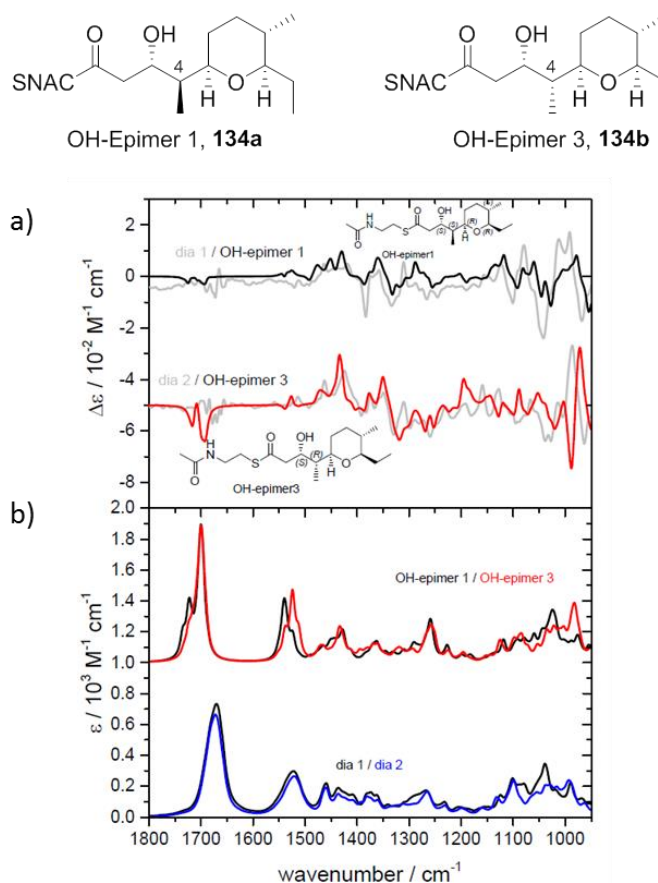 O OH
4
SNAC O
H H
OH-Epimer 1, 134a
O OH
4
SNAC O
H H
OH-Epimer 3, 134b
a)
2
0
-2
-4
-6
Δε / 10⁻² M⁻¹ cm⁻¹
dia 1 / OH-epimer 1
O H N S O OH (S) (S) (R) O (R) H H
OH-epimer1
dia 2 / OH-epimer 3
O H N S O OH (S) (R) (R) O H
OH-epimer3
b)
2.0
1.8
1.6
1.4
1.2
1.0
0.8
0.6
0.4
0.2
0.0
ε / 10³ M⁻¹ cm⁻¹
OH-epimer 1 / OH-epimer 3
dia 1 / dia 2
1800 1700 1600 1500 1400 1300 1200 1100 1000
wavenumber / cm⁻¹